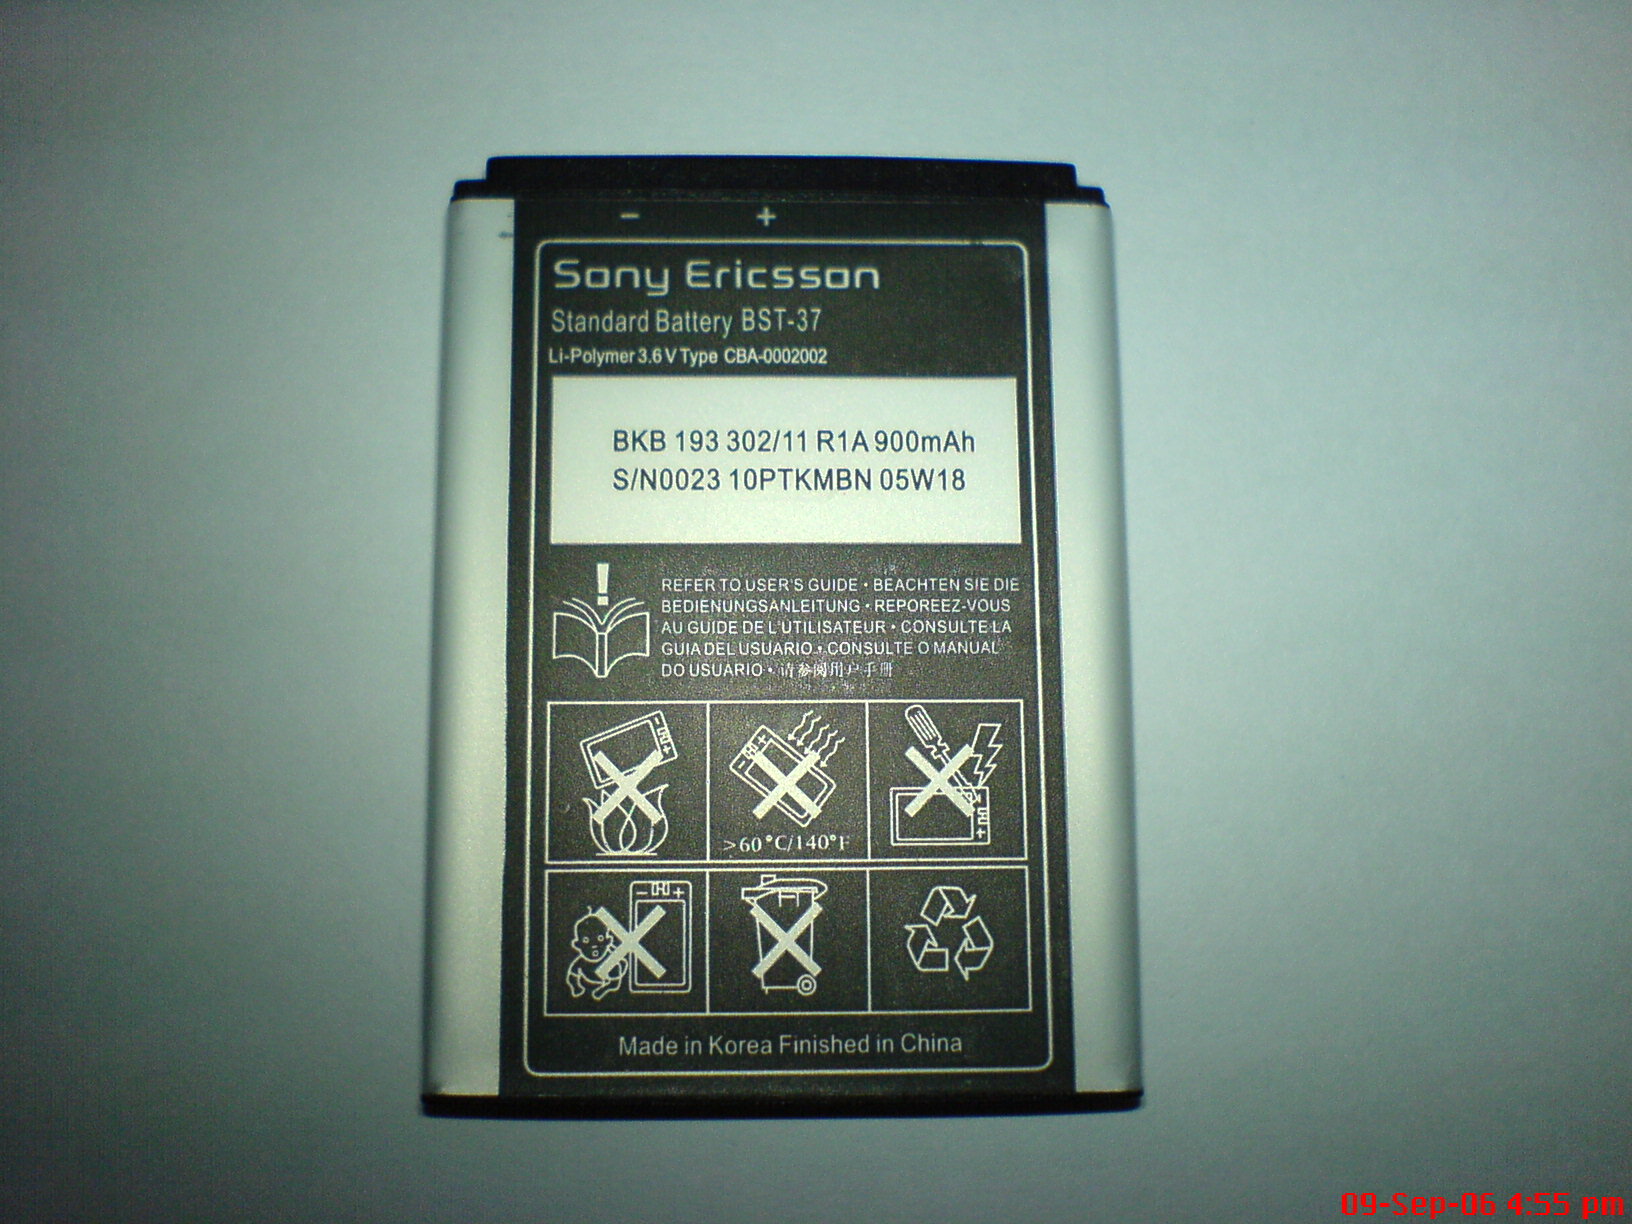 - +
Sony Ericsson
Standard Battery BST-37
Li-Polymer 3.6 V Type CBA-0002002
BKB 193 302/11 R1A 900mAh
S/N0023 10PTKMBN 05W18
REFER TO USER'S GUIDE • BEACHTEN SIE DIE
BEDIENUNGSANLEITUNG • REPOREEZ-VOUS
AU GUIDE DE L'UTILISATEUR • CONSULTE LA
GUIA DEL USUARIO • CONSULTE O MANUAL
DO USUARIO • 请参阅用户手册
>60°C/140°F
Made in Korea Finished in China
09-Sep-06 4:55 pm